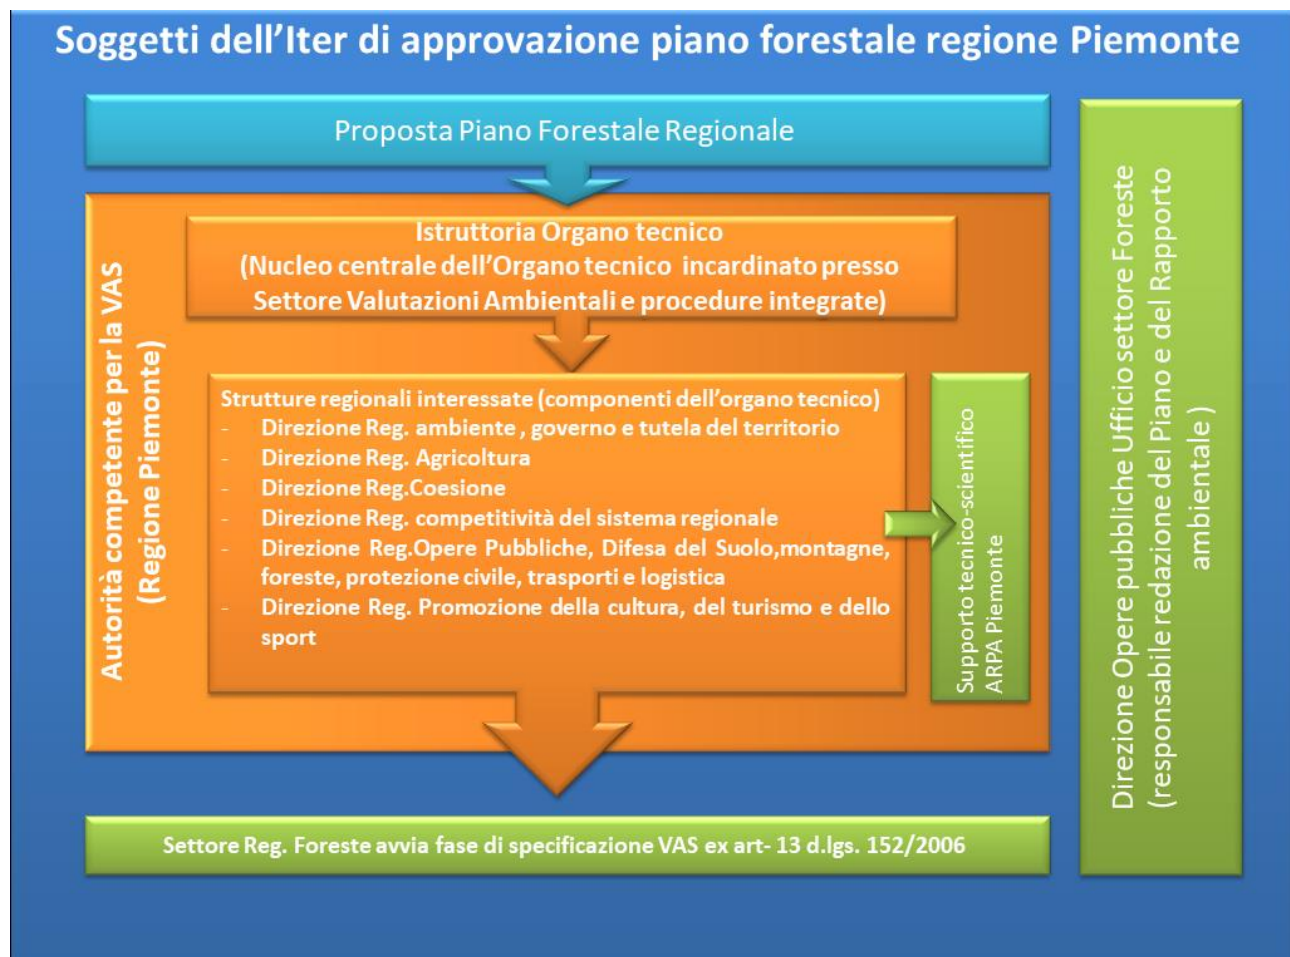 Soggetti dell’Iter di approvazione piano forestale regione Piemonte
Proposta Piano Forestale Regionale
Autorità competente per la VAS
(Regione Piemonte)
Istruttoria Organo tecnico
(Nucleo centrale dell’Organo tecnico incardinato presso
Settore Valutazioni Ambientali e procedure integrate)
Strutture regionali interessate (componenti dell’organo tecnico)
- Direzione Reg. ambiente , governo e tutela del territorio
- Direzione Reg. Agricoltura
- Direzione Reg.Coesione
- Direzione Reg. competitività del sistema regionale
- Direzione Reg.Opere Pubbliche, Difesa del Suolo,montagne,
foreste, protezione civile, trasporti e logistica
- Direzione Reg. Promozione della cultura, del turismo e dello
sport
Supporto tecnico-scientifico
ARPA Piemonte
Settore Reg. Foreste avvia fase di specificazione VAS ex art- 13 d.lgs. 152/2006
Direzione Opere pubbliche Ufficio settore Foreste
(responsabile redazione del Piano e del Rapporto
ambientale )